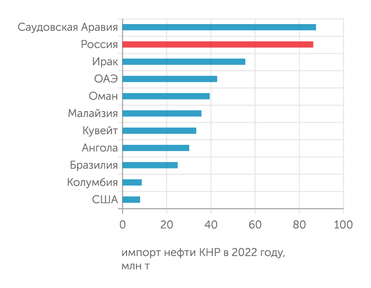 Саудовская Аравия
Россия
Ирак
ОАЭ
Оман
Малайзия
Кувейт
Ангола
Бразилия
Колумбия
США
0 20 40 60 80 100
импорт нефти КНР в 2022 году,
млн т